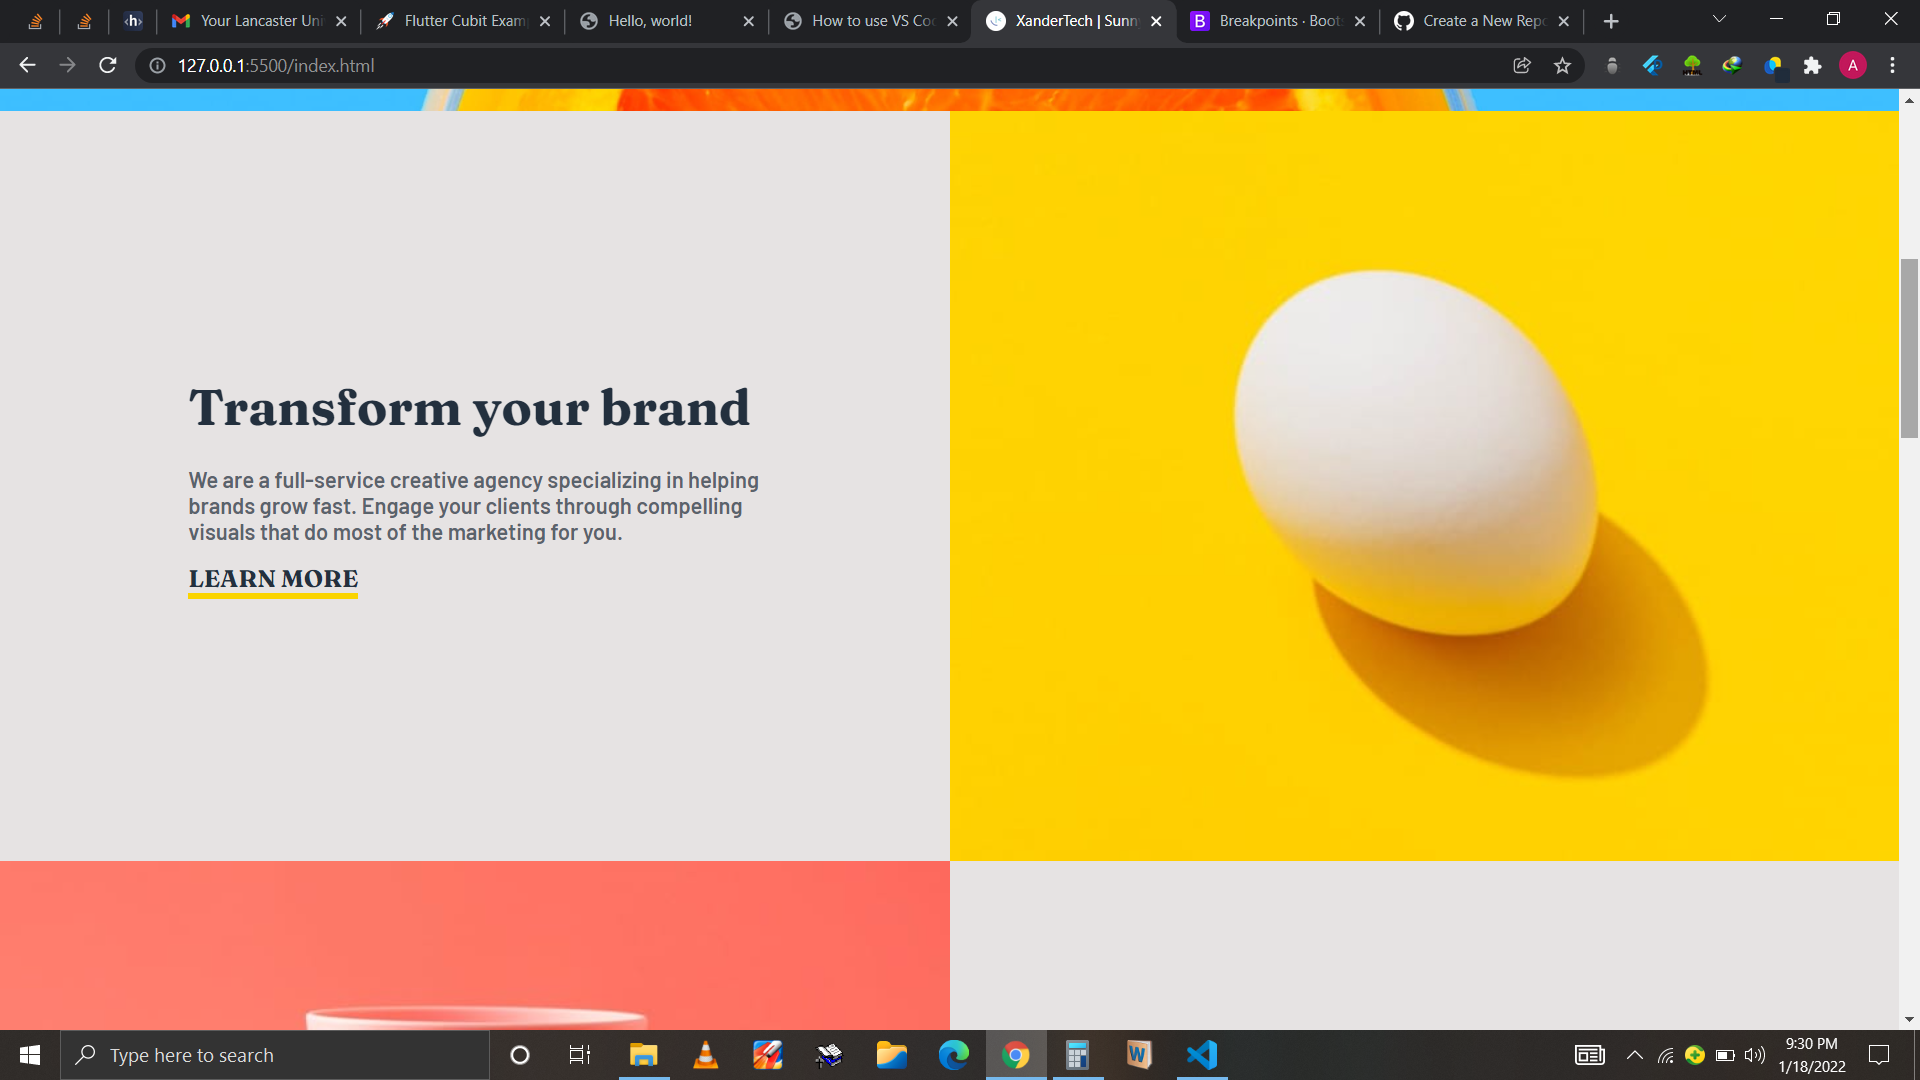 Your Lancaster Uni
Flutter Cubit Exam
Hello, world!
How to use VS Co
XanderTech | Sunn
Breakpoints · Boot
Create a New Repo
127.0.0.1:5500/index.html
A
Transform your brand
We are a full-service creative agency specializing in helping
brands grow fast. Engage your clients through compelling
visuals that do most of the marketing for you.
LEARN MORE
Type here to search
9:30 PM
1/18/2022